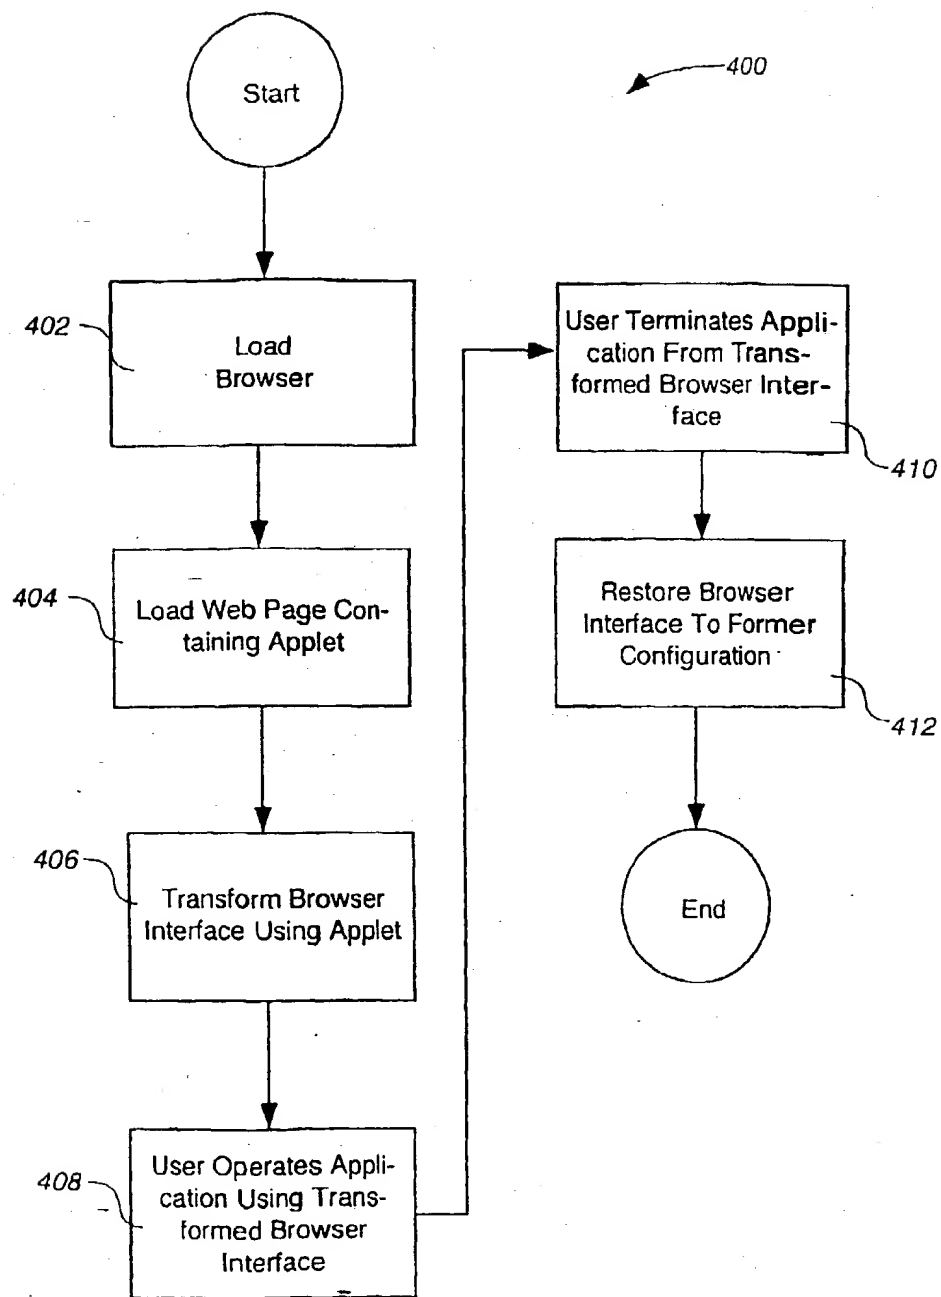 Start
400
402
Load
Browser
404
Load Web Page Con-
taining Applet
406
Transform Browser
Interface Using Applet
408
User Operates Appli-
cation Using Trans-
formed Browser
Interface
User Terminates Appli-
cation From Trans-
formed Browser Inter-
face
410
Restore Browser
Interface To Former
Configuration
412
End